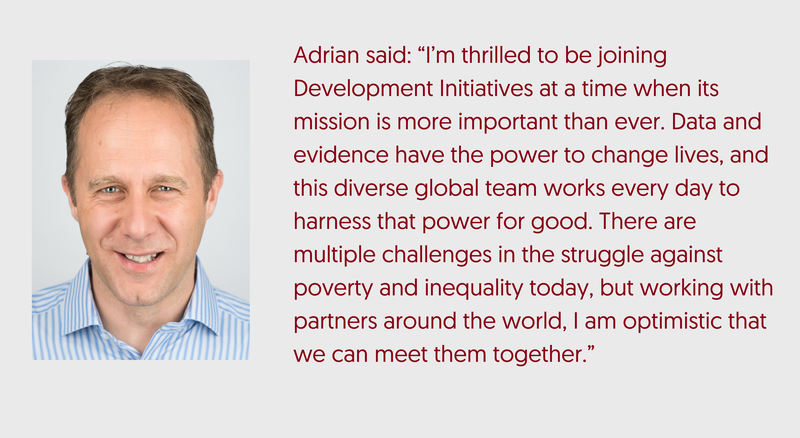 Adrian said: “I’m thrilled to be joining
Development Initiatives at a time when its
mission is more important than ever. Data and
evidence have the power to change lives, and
this diverse global team works every day to
harness that power for good. There are
multiple challenges in the struggle against
poverty and inequality today, but working with
partners around the world, I am optimistic that
we can meet them together.”